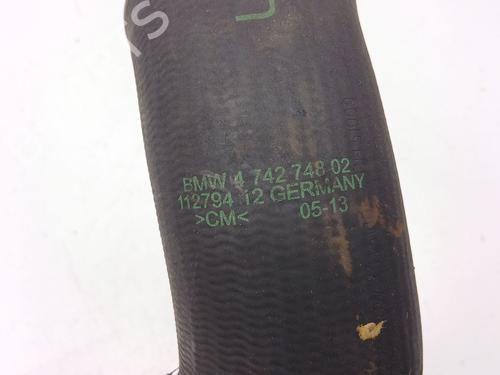 BMW 4 742 748 02
112794 12 GERMANY
>CM< 05-13